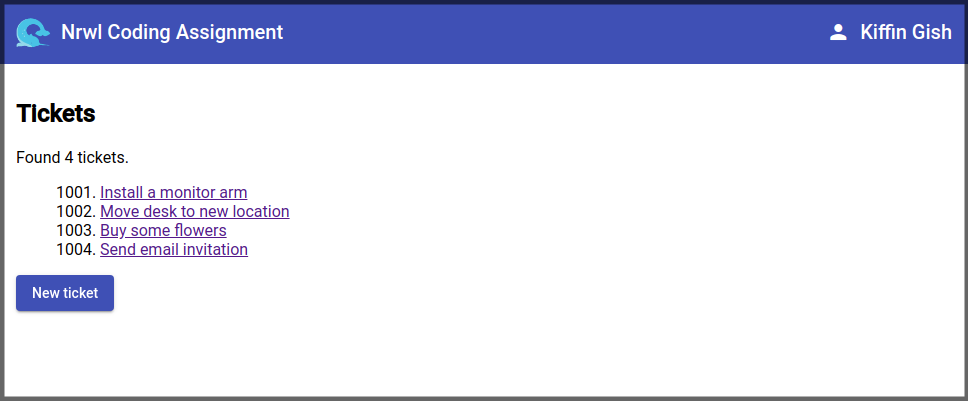 Nrwl Coding Assignment
Kiffin Gish
Tickets
Found 4 tickets.
1001. Install a monitor arm
1002. Move desk to new location
1003. Buy some flowers
1004. Send email invitation
New ticket